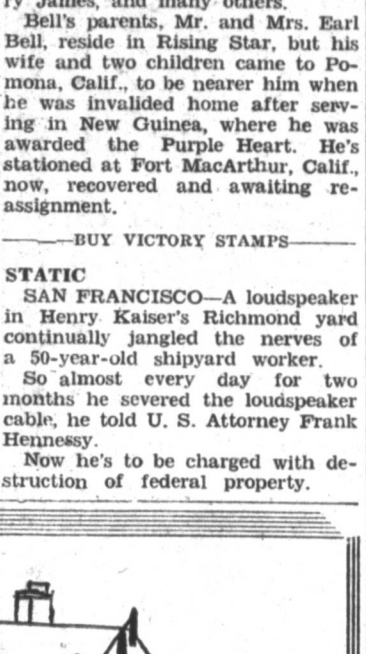 ry James, and many others.
Bell's parents, Mr. and Mrs. Earl
Bell, reside in Rising Star, but his
wife and two children came to Po-
mona, Calif., to be nearer him when
he was invalided home after serv-
ing in New Guinea, where he was
awarded the Purple Heart. He's
stationed at Fort MacArthur, Calif.,
now, recovered and awaiting re-
assignment.
BUY VICTORY STAMPS
STATIC
SAN FRANCISCO—A loudspeaker
in Henry Kaiser's Richmond yard
continually jangled the nerves of
a 50-year-old shipyard worker.
So almost every day for two
months he severed the loudspeaker
cable, he told U. S. Attorney Frank
Hennessy.
Now he's to be charged with de-
struction of federal property.